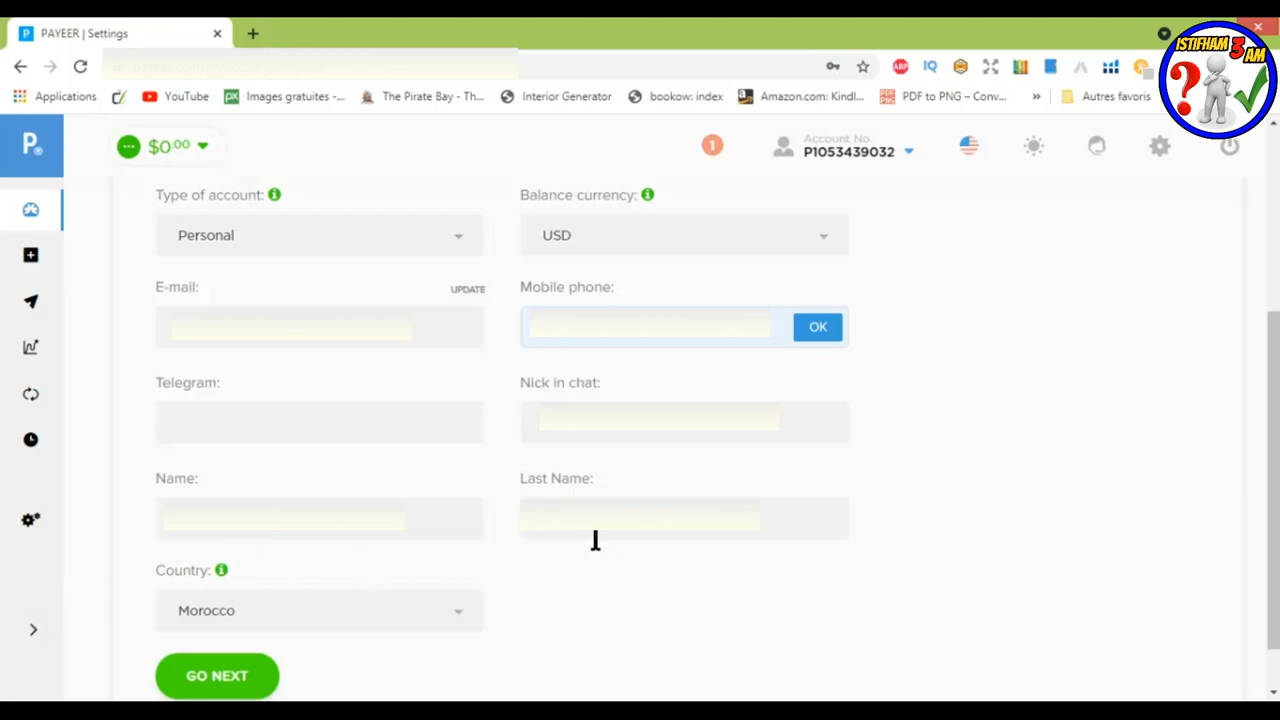 PAYEER | Settings
Applications
YouTube
Images gratuites -...
The Pirate Bay - Th...
Interior Generator
bookow: index
Amazon.com: Kindl...
PDF to PNG – Conv...
»
Autres favoris
ABP
IQ
ISTIFHAM 3AM
P
$0.00
1
Account No.
P1053439032
Type of account:
Balance currency:
Personal
USD
E-mail:
UPDATE
Mobile phone:
OK
Telegram:
Nick in chat:
Name:
Last Name:
Country:
Morocco
GO NEXT